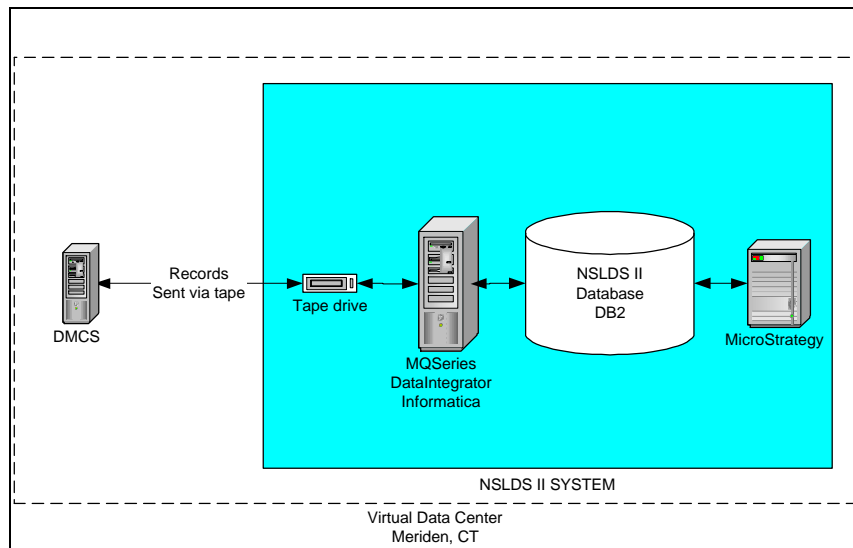 Records
Sent via tape
DMCS
Tape drive
MQSeries
DataIntegrator
Informatica
NSLDS II
Database
DB2
MicroStrategy
NSLDS II SYSTEM
Virtual Data Center
Meriden, CT